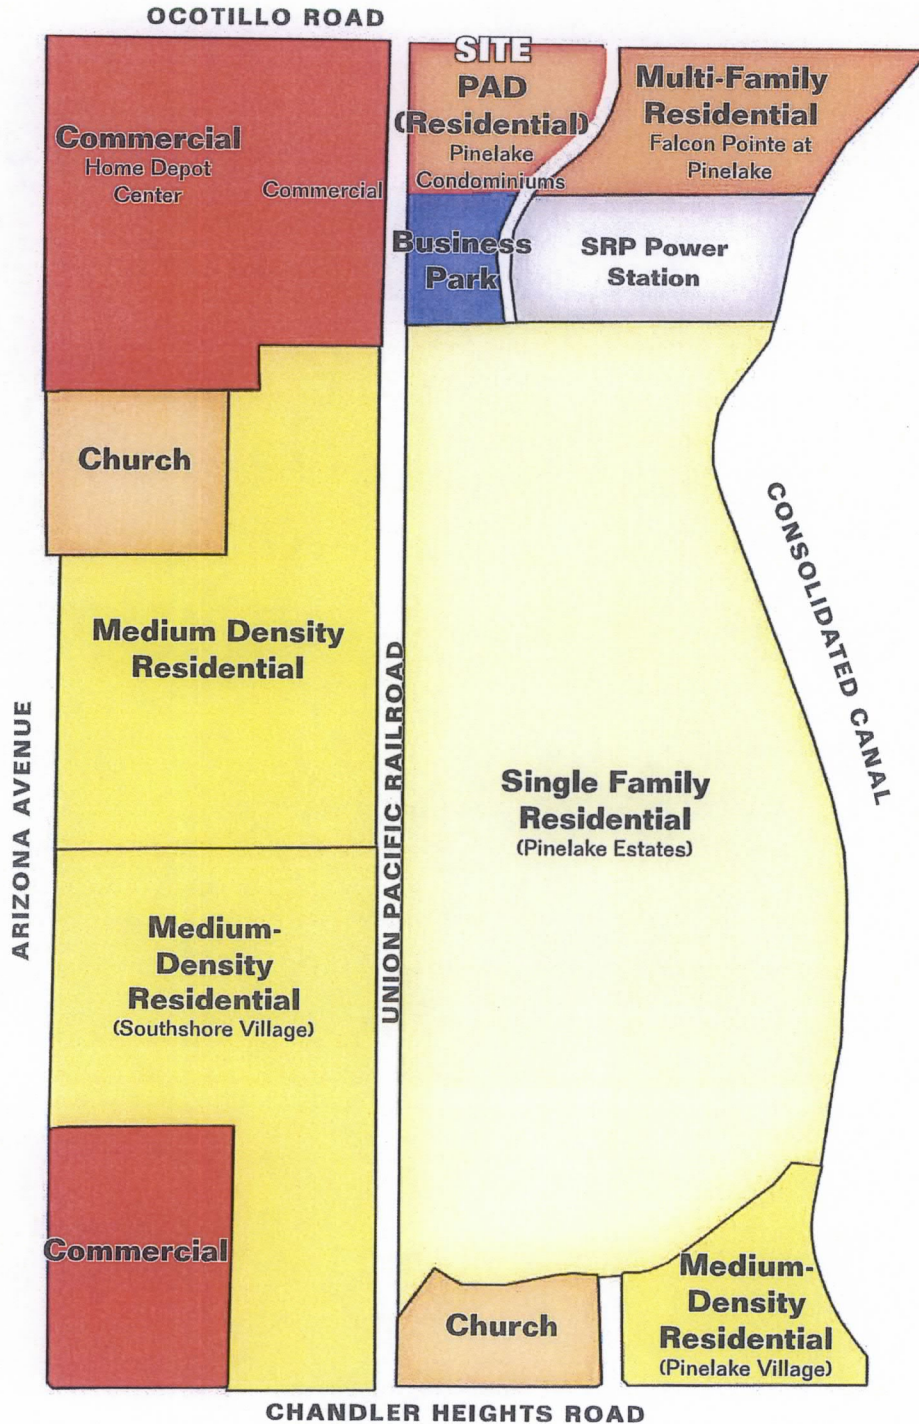 OCOTILLO ROAD
SITE
PAD
(Residential)
Pinelake
Condominiums
Multi-Family
Residential
Falcon Pointe at
Pinelake
Commercial
Home Depot
Center
Commercial
Business
Park
SRP Power
Station
Church
CONSOLIDATED CANAL
Medium Density
Residential
ARIZONA AVENUE
UNION PACIFIC RAILROAD
Single Family
Residential
(Pinelake Estates)
Medium-
Density
Residential
(Southshore Village)
Commercial
Church
Medium-
Density
Residential
(Pinelake Village)
CHANDLER HEIGHTS ROAD